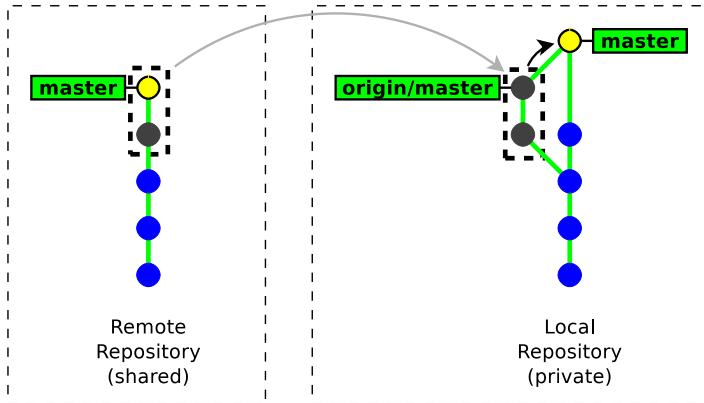 master
origin/master
master
Remote
Repository
(shared)
Local
Repository
(private)